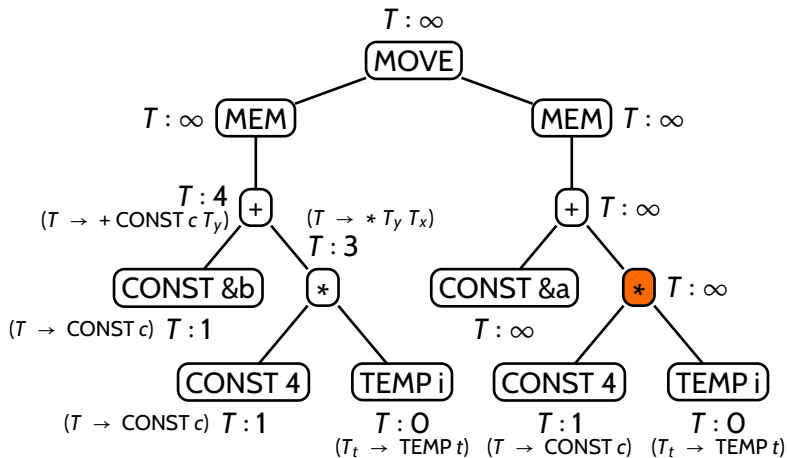 T : ∞
MOVE
T : ∞ MEM MEM T : ∞
T : 4
(T → + CONST c T_y) + (T → * T_y T_x) + T : ∞
T : 3
CONST &b * CONST &a * T : ∞
(T → CONST c) T : 1 T : ∞
CONST 4 TEMP i CONST 4 TEMP i
(T → CONST c) T : 1 T : 0 T : 1 T : 0
(T_t → TEMP t) (T → CONST c) (T_t → TEMP t)